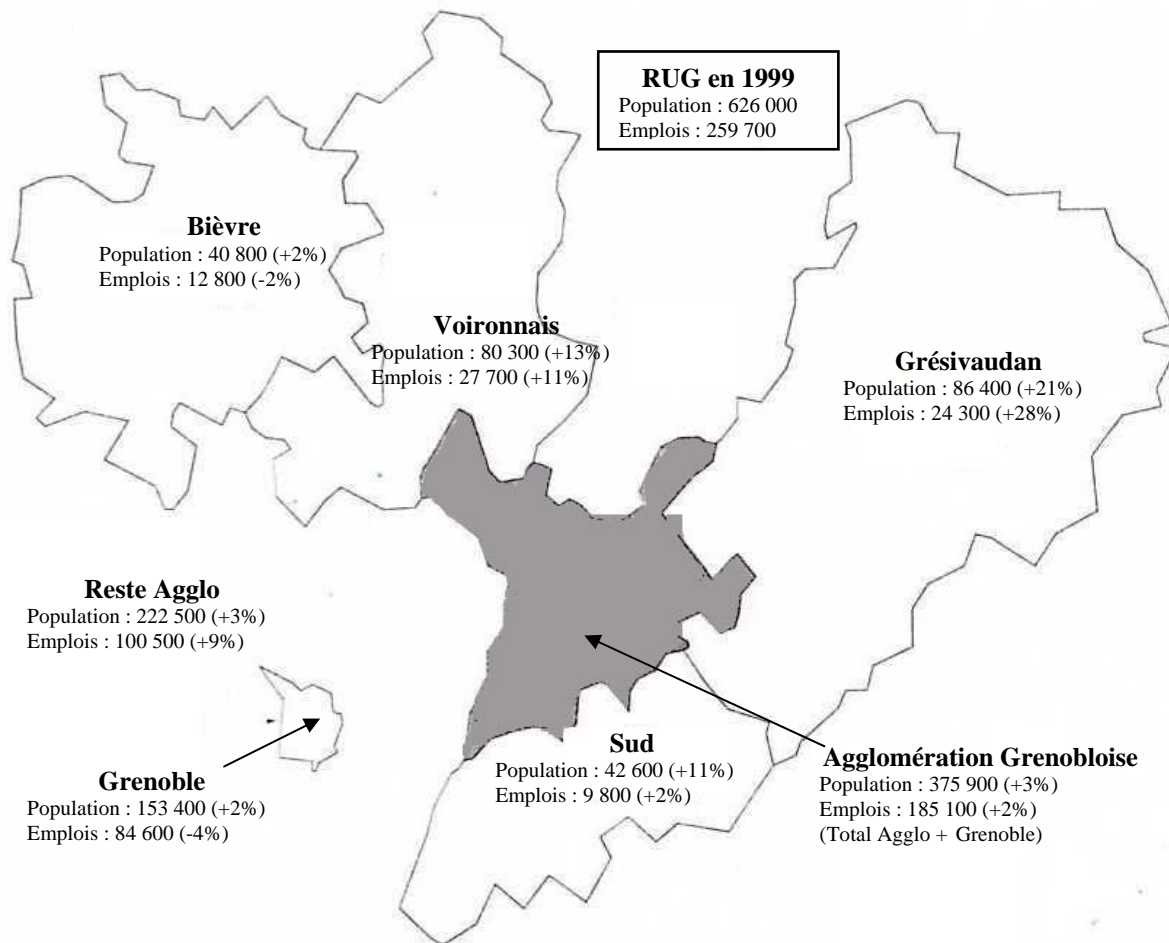 RUG en 1999
Population : 626 000
Emplois : 259 700
Bièvre
Population : 40 800 (+2%)
Emplois : 12 800 (-2%)
Voironnais
Population : 80 300 (+13%)
Emplois : 27 700 (+11%)
Grésivaudan
Population : 86 400 (+21%)
Emplois : 24 300 (+28%)
Reste Agglo
Population : 222 500 (+3%)
Emplois : 100 500 (+9%)
Grenoble
Population : 153 400 (+2%)
Emplois : 84 600 (-4%)
Sud
Population : 42 600 (+11%)
Emplois : 9 800 (+2%)
Agglomération Grenobloise
Population : 375 900 (+3%)
Emplois : 185 100 (+2%)
(Total Agglo + Grenoble)